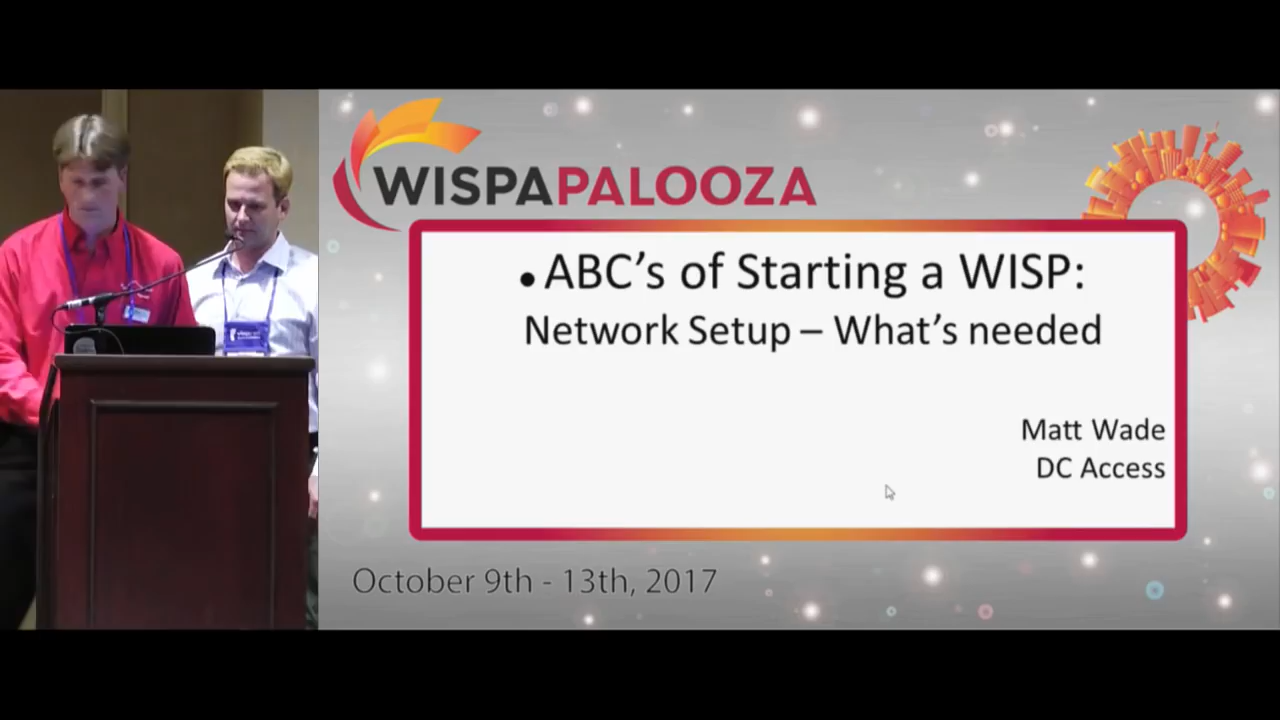 WISPAPALOOZA
•ABC’s of Starting a WISP:
Network Setup – What’s needed
Matt Wade
DC Access
October 9th - 13th, 2017